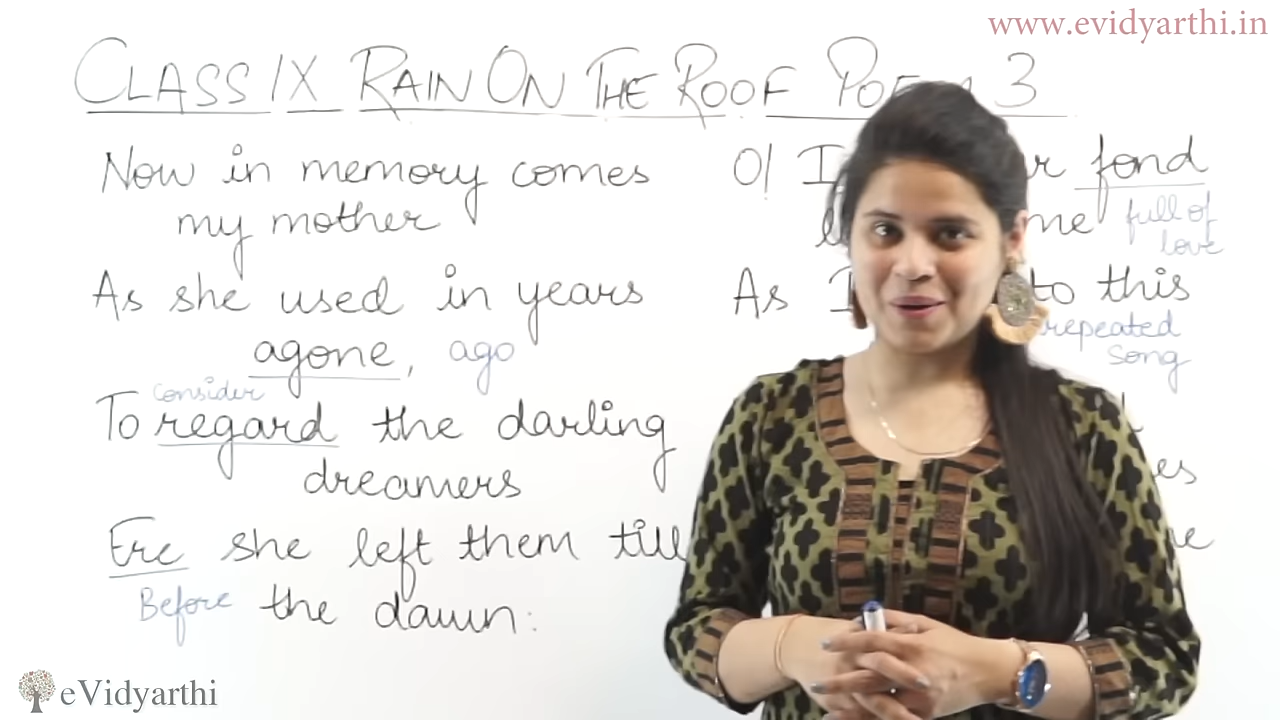 www.evidyarthi.in
CLASS IX RAIN ON THE ROOF 3
Now in memory comes
my mother
As she used in years
agone, ago
consider
To regard the darling
dreamers
Ere she left them till
Before the dawn:
O! I fond
me full of
love
As I to this
repeated
song
eVidyarthi